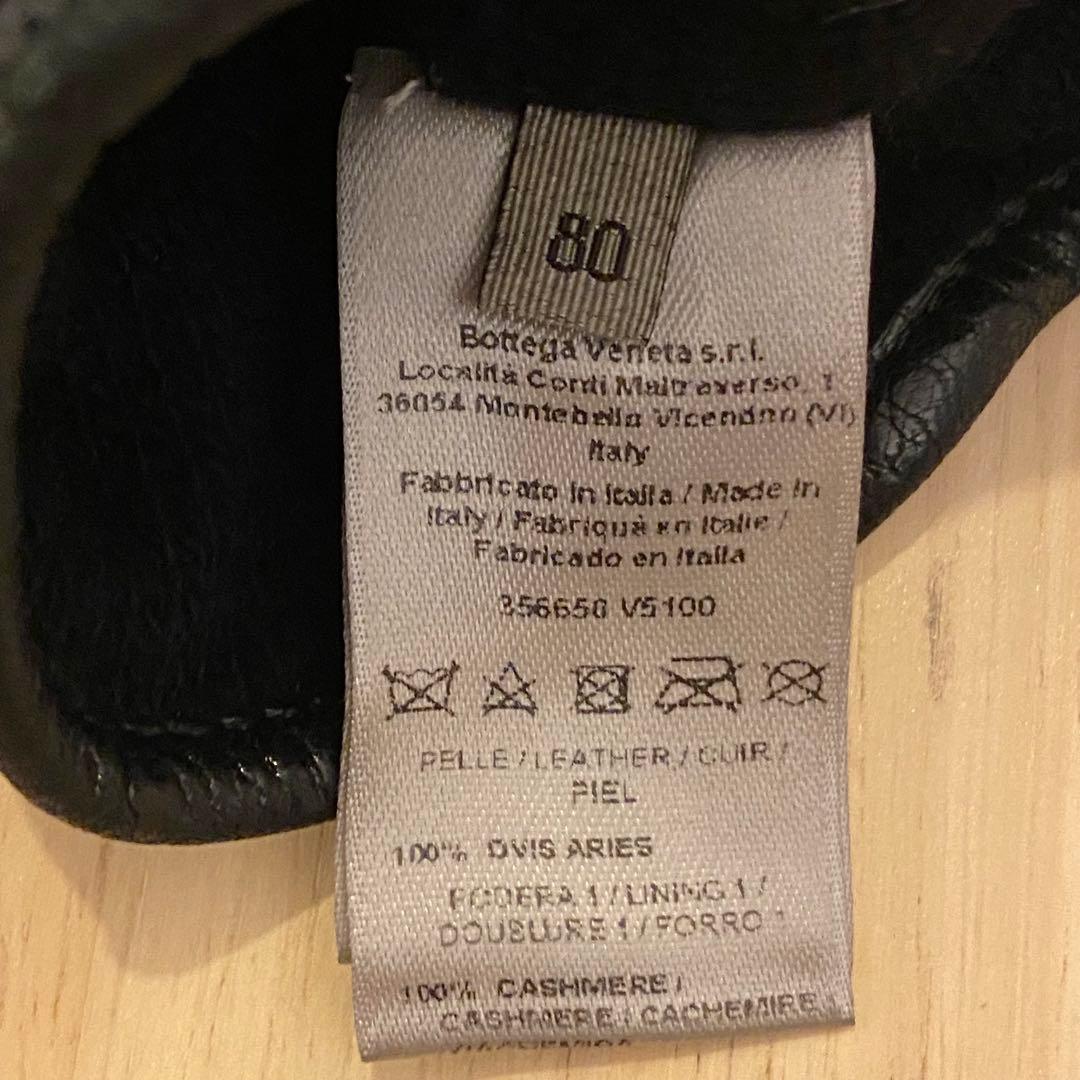 80
Bottega Veneta s.r.l.
Località Conti Maltraverso, 1
36054 Montebello Vicentino (VI)
Italy
Fabbricato in Italia / Made in
Italy / Fabriqué en Italie /
Fabricado en Italia
V5100
PELLE / LEATHER / CUIR /
PIEL
100% OVIS ARIES
FODERA 1 / LINING 1 /
DOUBLURE 1 / FORRO 1
100% CASHMERE /
CASHMERE / CACHEMIRE /